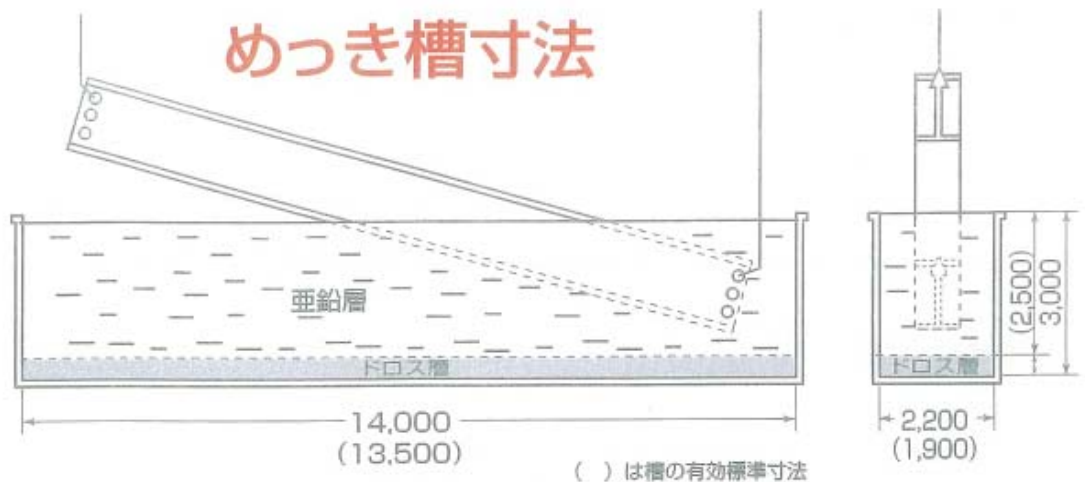 めっき槽寸法
亜鉛層
ドロス層
14,000
(13,500)
(2,500)
3,000
ドロス層
2,200
(1,900)
( )は槽の有効標準寸法